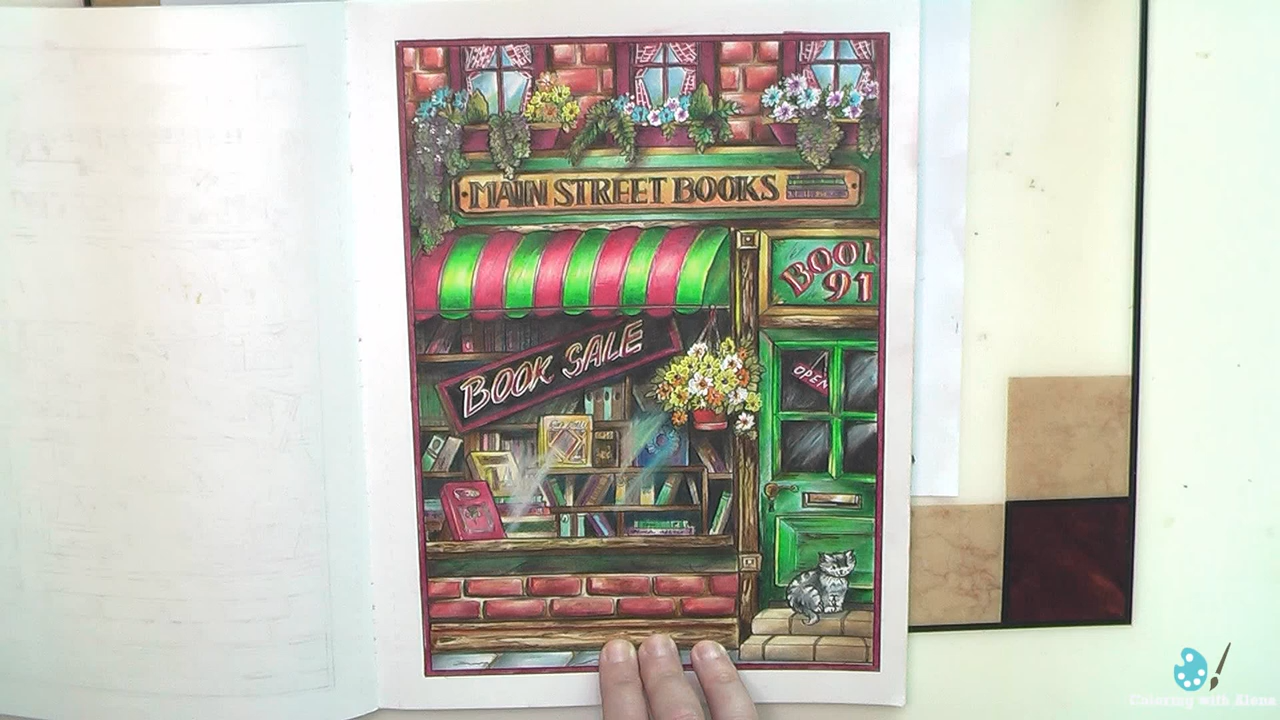 MAIN STREET BOOKS
BOO
91
BOOK SALE
OPEN
Coloring with Alena